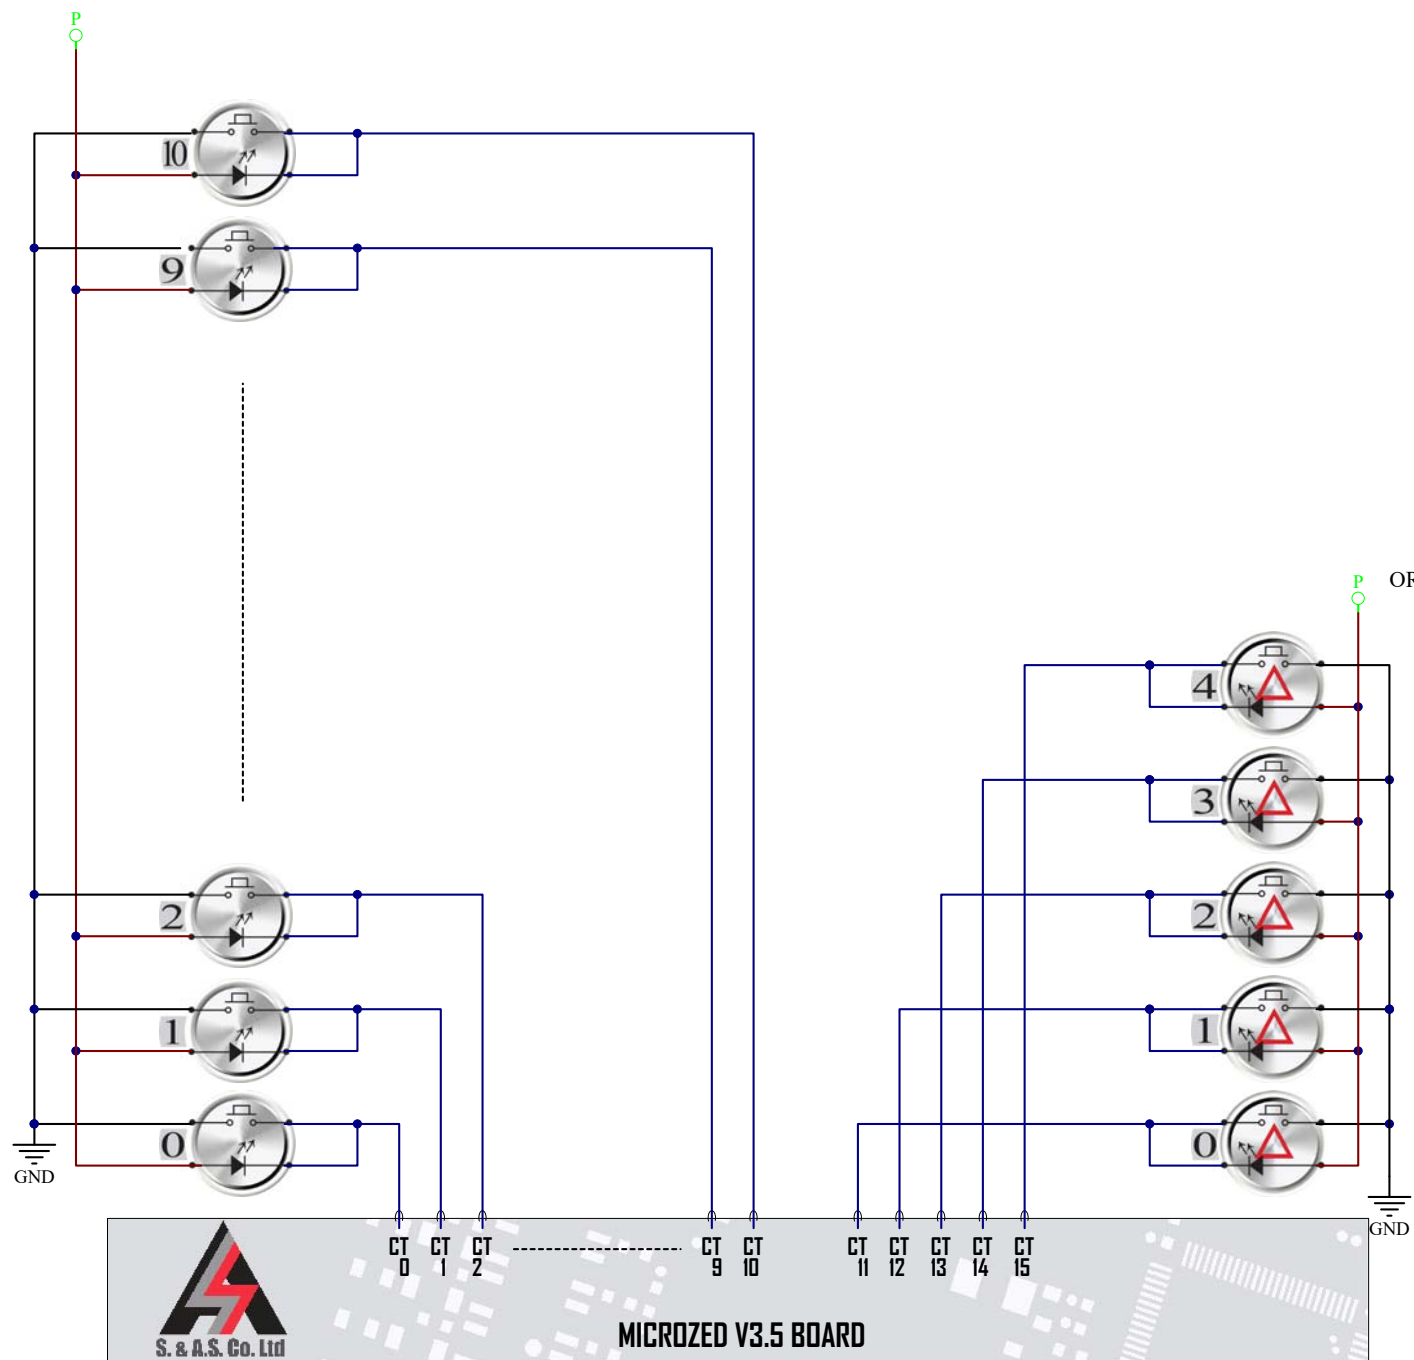 P
10
9
P OR
4
3
2
2
1
1
0
0
GND
GND
CT 0
CT 1
CT 2
CT 9
CT 10
CT 11
CT 12
CT 13
CT 14
CT 15
MICROZED V3.5 BOARD
S. & A.S. Co. Ltd